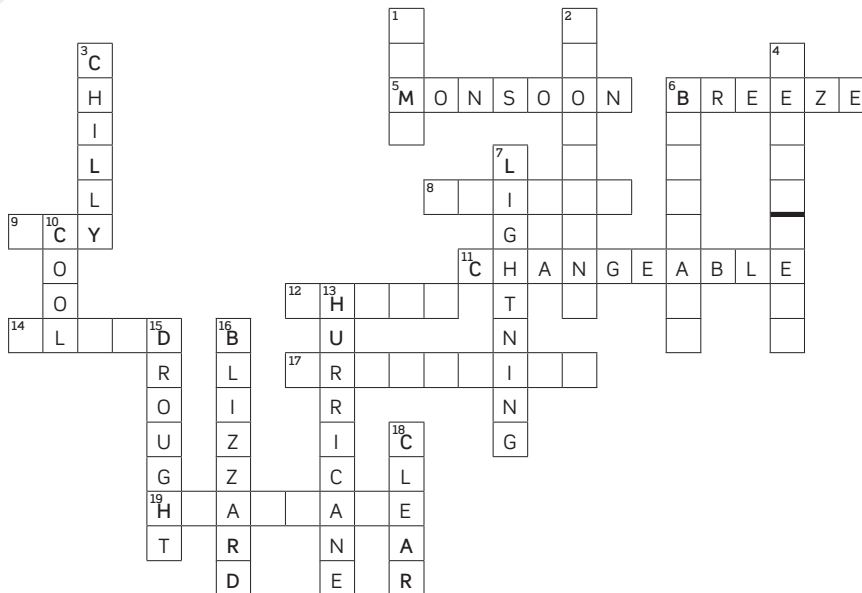 1 2
3 C 4
H 5 M O N S O O N 6 B R E E Z E
I
L 7 L
L 8 I
9 10 C Y G
O 11 C H A N G E A B L E
O 12 13 H T
14 L 15 D 16 B U N
R L 17 R I
O I R N
U Z I 18 C G
G Z C L
19 H A A E
T R N A
D E R